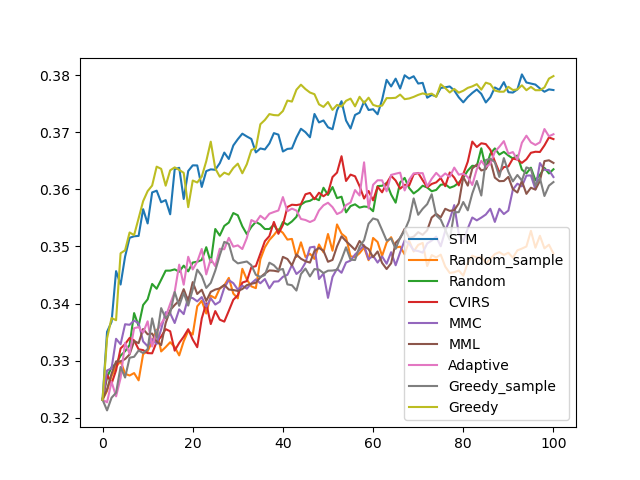 0.38
0.37
0.36
0.35
0.34
0.33
0.32
0
20
40
60
80
100
STM
Random_sample
Random
CVIRS
MMC
MML
Adaptive
Greedy_sample
Greedy